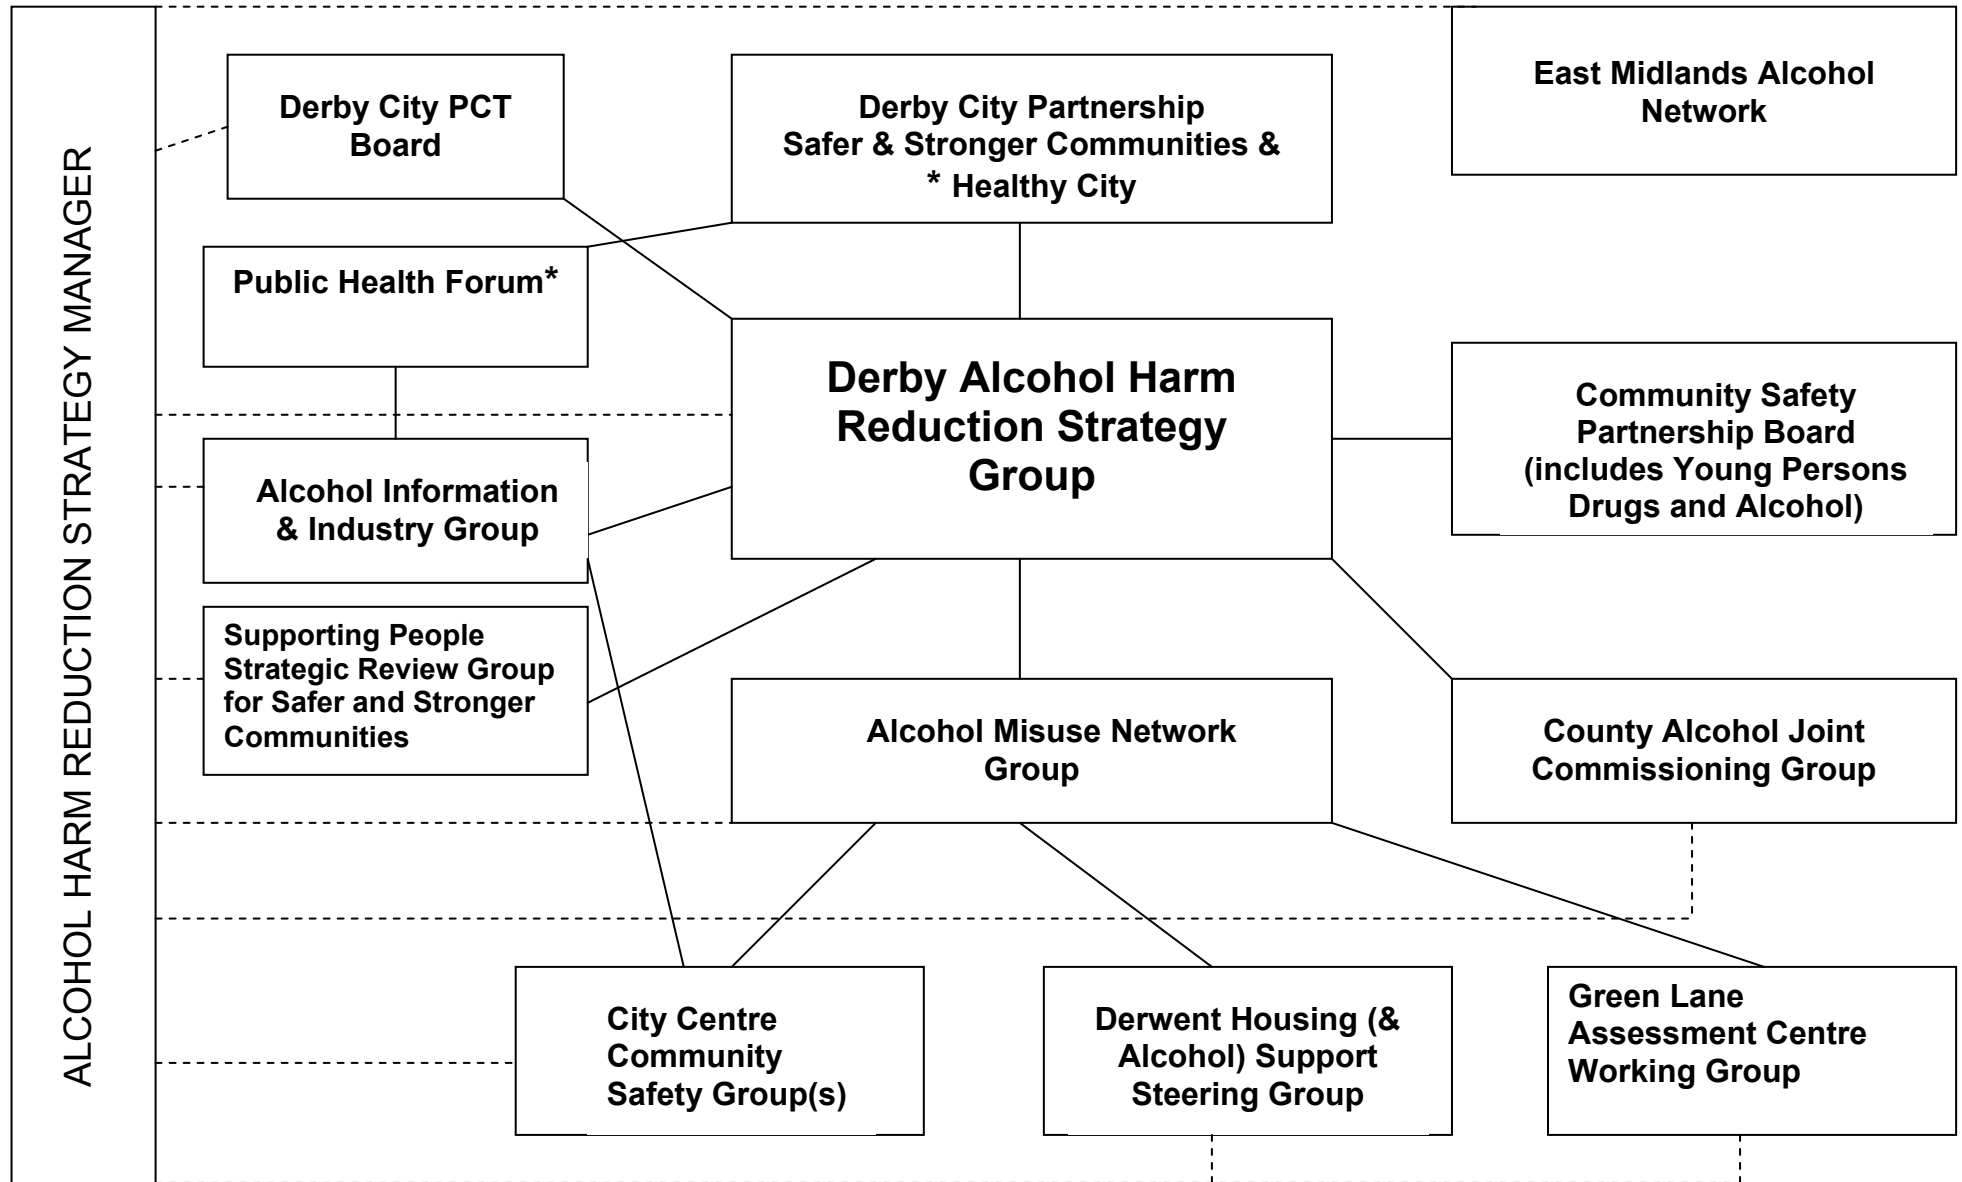 ALCOHOL HARM REDUCTION STRATEGY MANAGER
Derby City PCT
Board
Derby City Partnership
Safer & Stronger Communities &
* Healthy City
East Midlands Alcohol
Network
Public Health Forum*
Derby Alcohol Harm
Reduction Strategy
Group
Community Safety
Partnership Board
(includes Young Persons
Drugs and Alcohol)
Alcohol Information
& Industry Group
Supporting People
Strategic Review Group
for Safer and Stronger
Communities
Alcohol Misuse Network
Group
County Alcohol Joint
Commissioning Group
City Centre
Community
Safety Group(s)
Derwent Housing (&
Alcohol) Support
Steering Group
Green Lane
Assessment Centre
Working Group